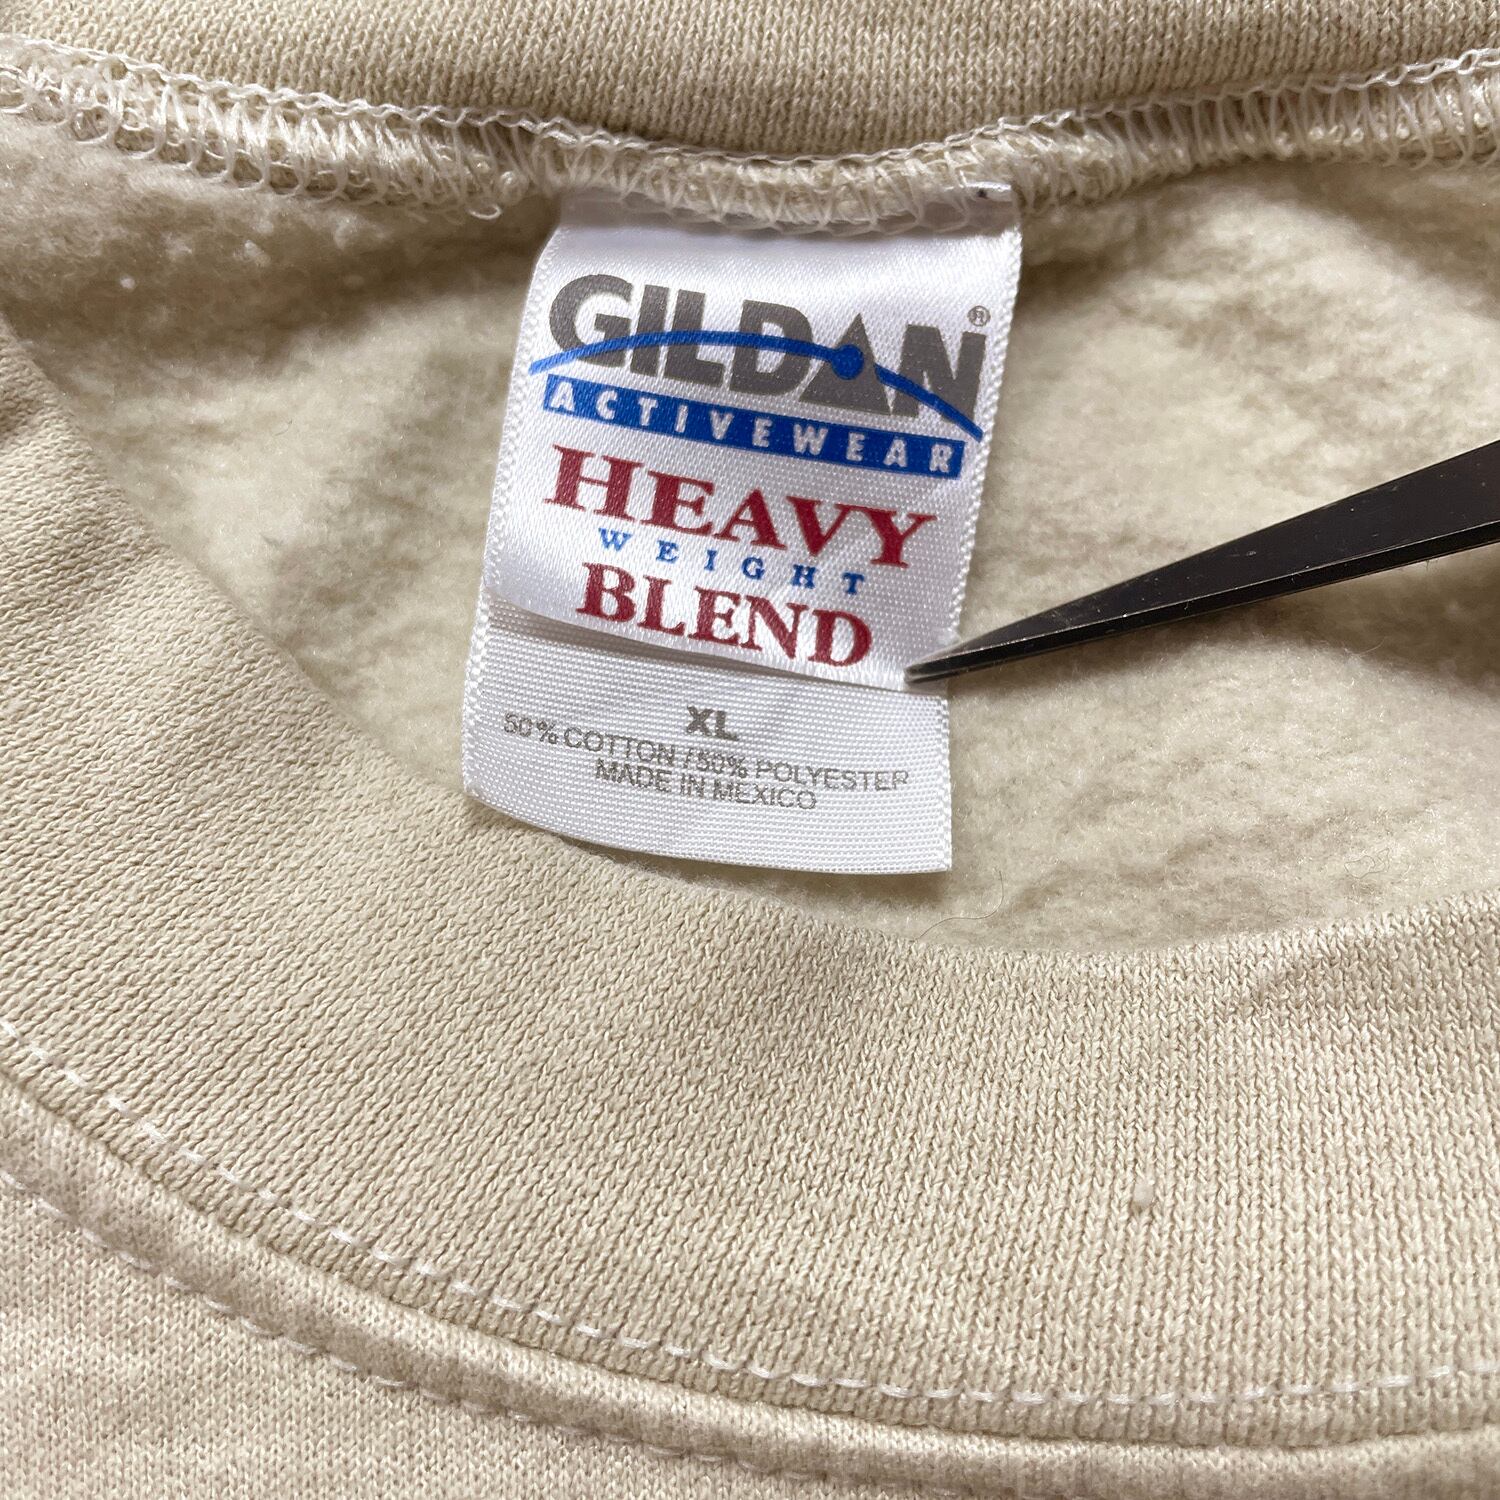 GILDAN®
ACTIVEWEAR
HEAVY
WEIGHT
BLEND
XL
50% COTTON / 50% POLYESTER
MADE IN MEXICO